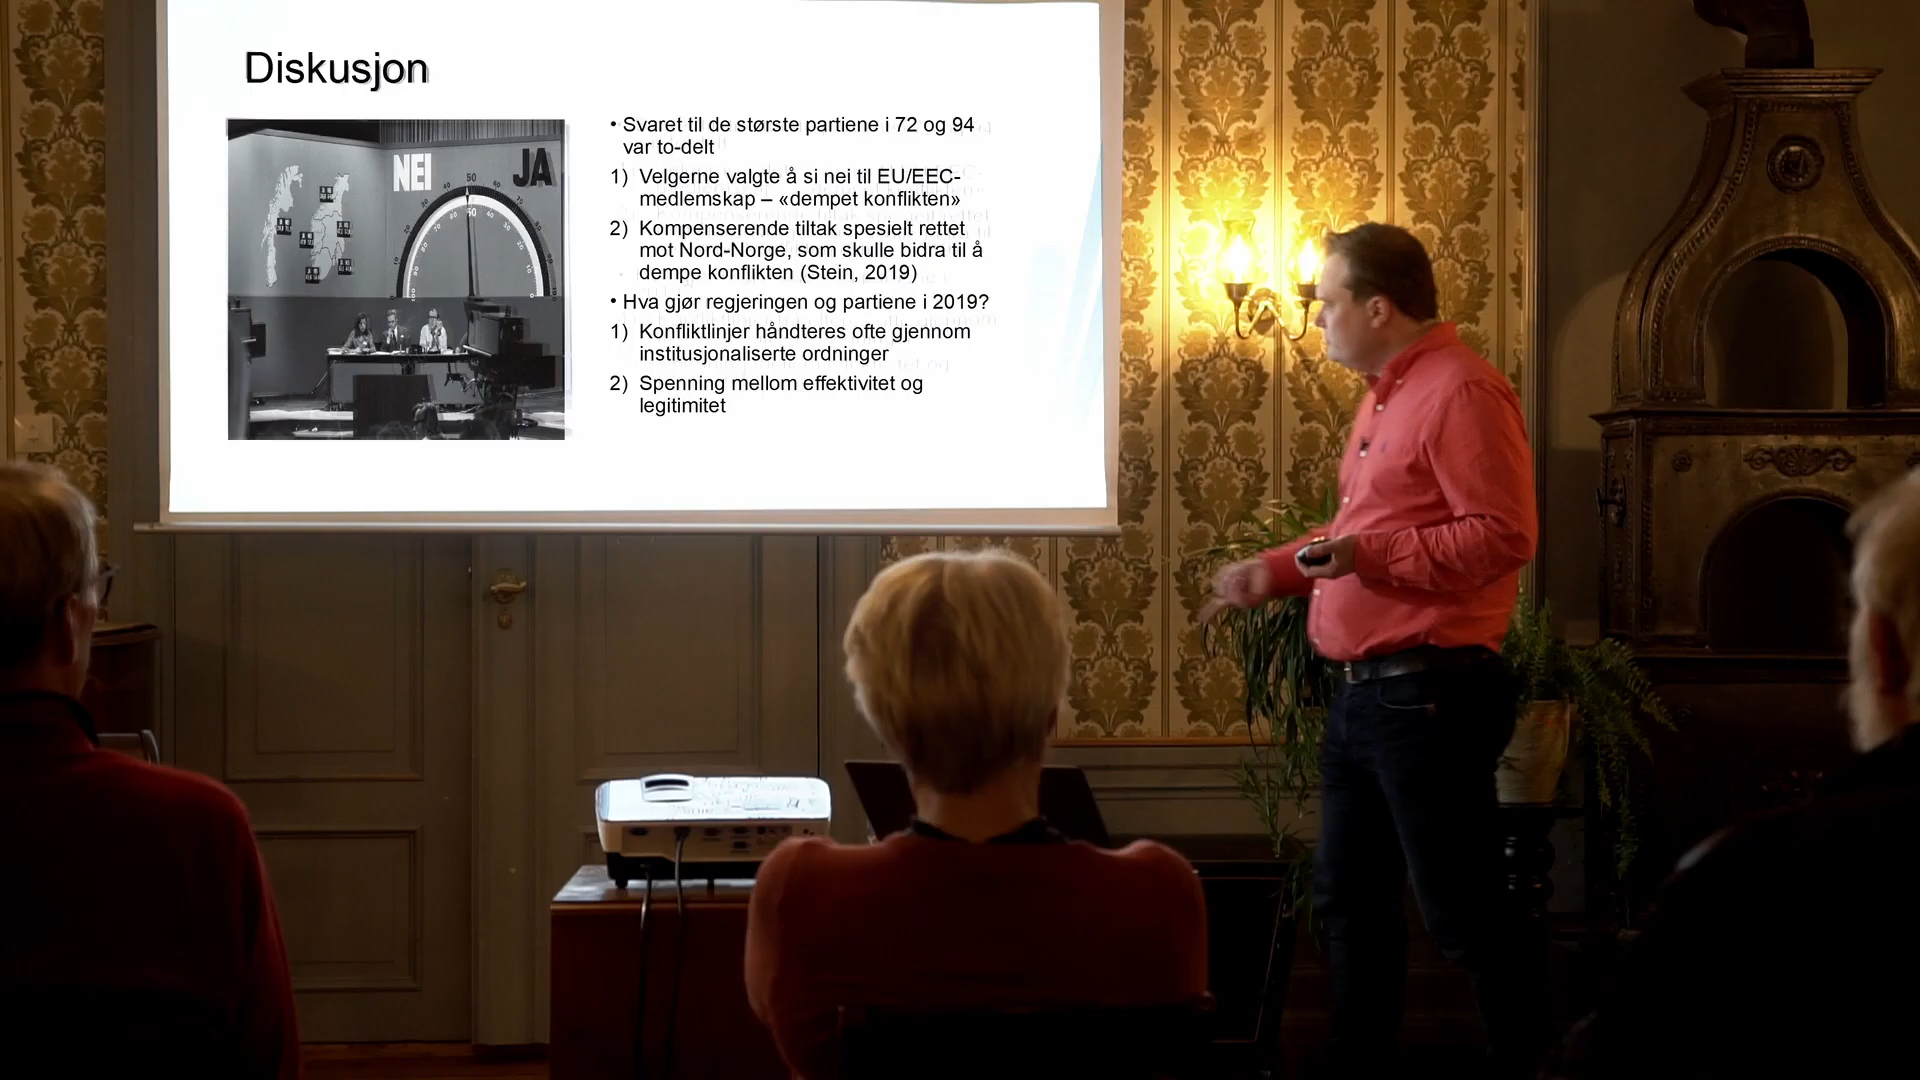 Diskusjon
NEI
JA
50
50
• Svaret til de største partiene i 72 og 94
var to-delt
1) Velgerne valgte å si nei til EU/EEC-
medlemskap – «dempet konflikten»
2) Kompenserende tiltak spesielt rettet
mot Nord-Norge, som skulle bidra til å
dempe konflikten (Stein, 2019)
• Hva gjør regjeringen og partiene i 2019?
1) Konfliktlinjer håndteres ofte gjennom
institusjonaliserte ordninger
2) Spenning mellom effektivitet og
legitimitet